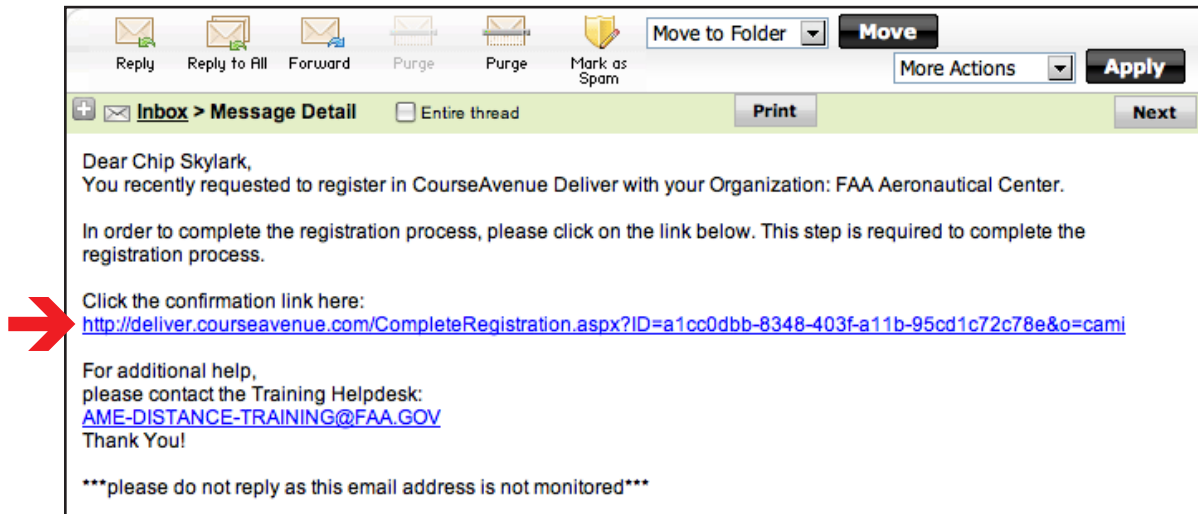 Move to Folder Move
Reply Reply to All Forward Purge Purge Mark as Spam
More Actions Apply
Inbox > Message Detail Entire thread Print Next
Dear Chip Skylark,
You recently requested to register in CourseAvenue Deliver with your Organization: FAA Aeronautical Center.
In order to complete the registration process, please click on the link below. This step is required to complete the
registration process.
Click the confirmation link here:
http://deliver.courseavenue.com/CompleteRegistration.aspx?ID=a1cc0dbb-8348-403f-a11b-95cd1c72c78e&o=cami
For additional help,
please contact the Training Helpdesk:
AME-DISTANCE-TRAINING@FAA.GOV
Thank You!
***please do not reply as this email address is not monitored***